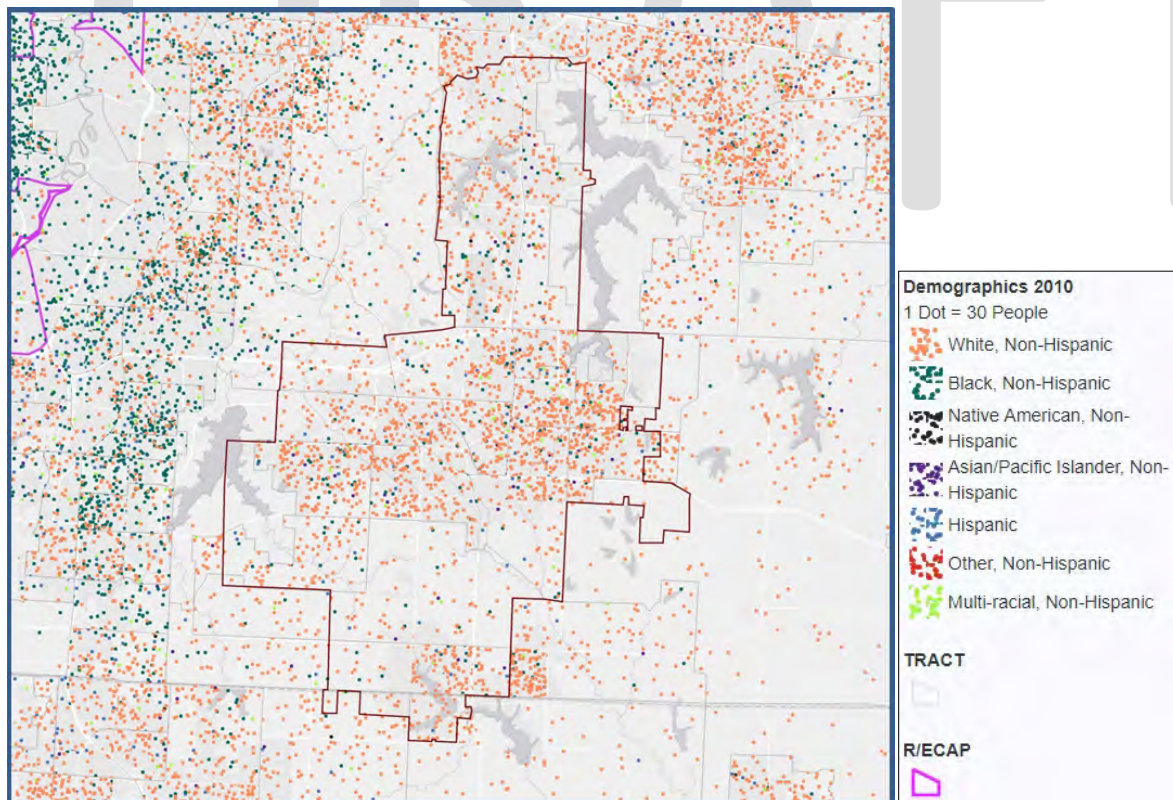 Demographics 2010
1 Dot = 30 People
White, Non-Hispanic
Black, Non-Hispanic
Native American, Non-
Hispanic
Asian/Pacific Islander, Non-
Hispanic
Hispanic
Other, Non-Hispanic
Multi-racial, Non-Hispanic
TRACT
R/ECAP